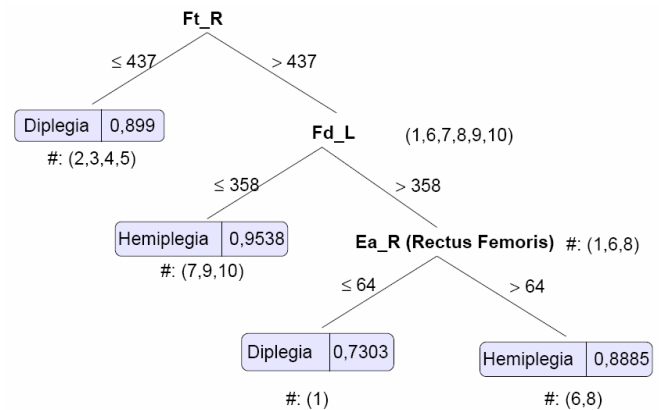 Ft_R
≤ 437 > 437
Diplegia 0,899
#: (2,3,4,5)
Fd_L (1,6,7,8,9,10)
≤ 358 > 358
Hemiplegia 0,9538
#: (7,9,10)
Ea_R (Rectus Femoris) #: (1,6,8)
≤ 64 > 64
Diplegia 0,7303
Hemiplegia 0,8885
#: (1) #: (6,8)